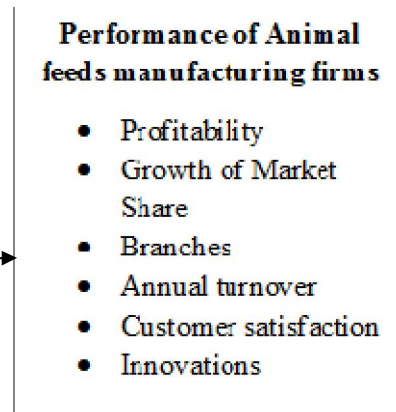 Performance of Animal
feeds manufacturing firms
• Profitability
• Growth of Market
Share
• Branches
• Annual turnover
• Customer satisfaction
• Innovations